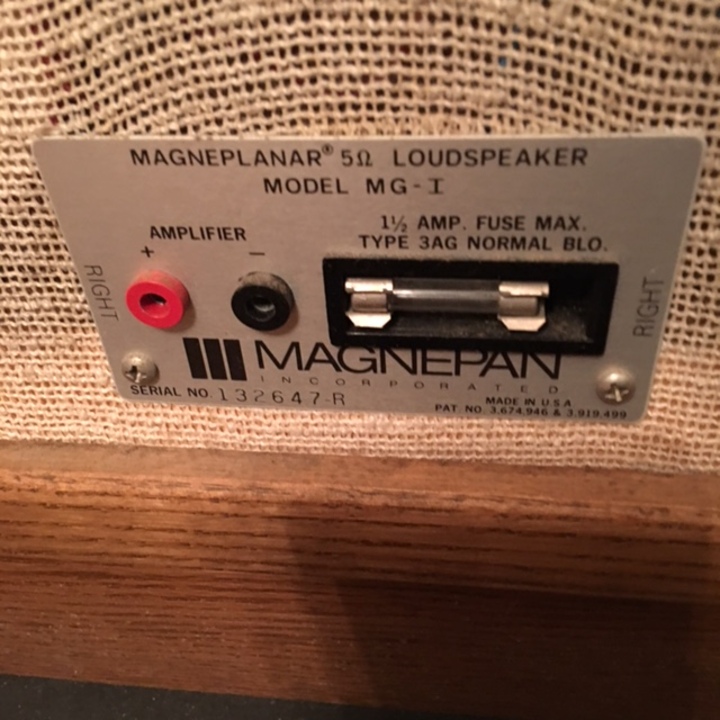 MAGNEPLANAR® 5Ω LOUDSPEAKER
MODEL MG-I
AMPLIFIER
+ −
1½ AMP. FUSE MAX.
TYPE 3AG NORMAL BLO.
RIGHT
RIGHT
MAGNEPAN
INCORPORATED
SERIAL NO. 132647-R
MADE IN U.S.A
PAT. NO. 3,674,946 & 3,919,499